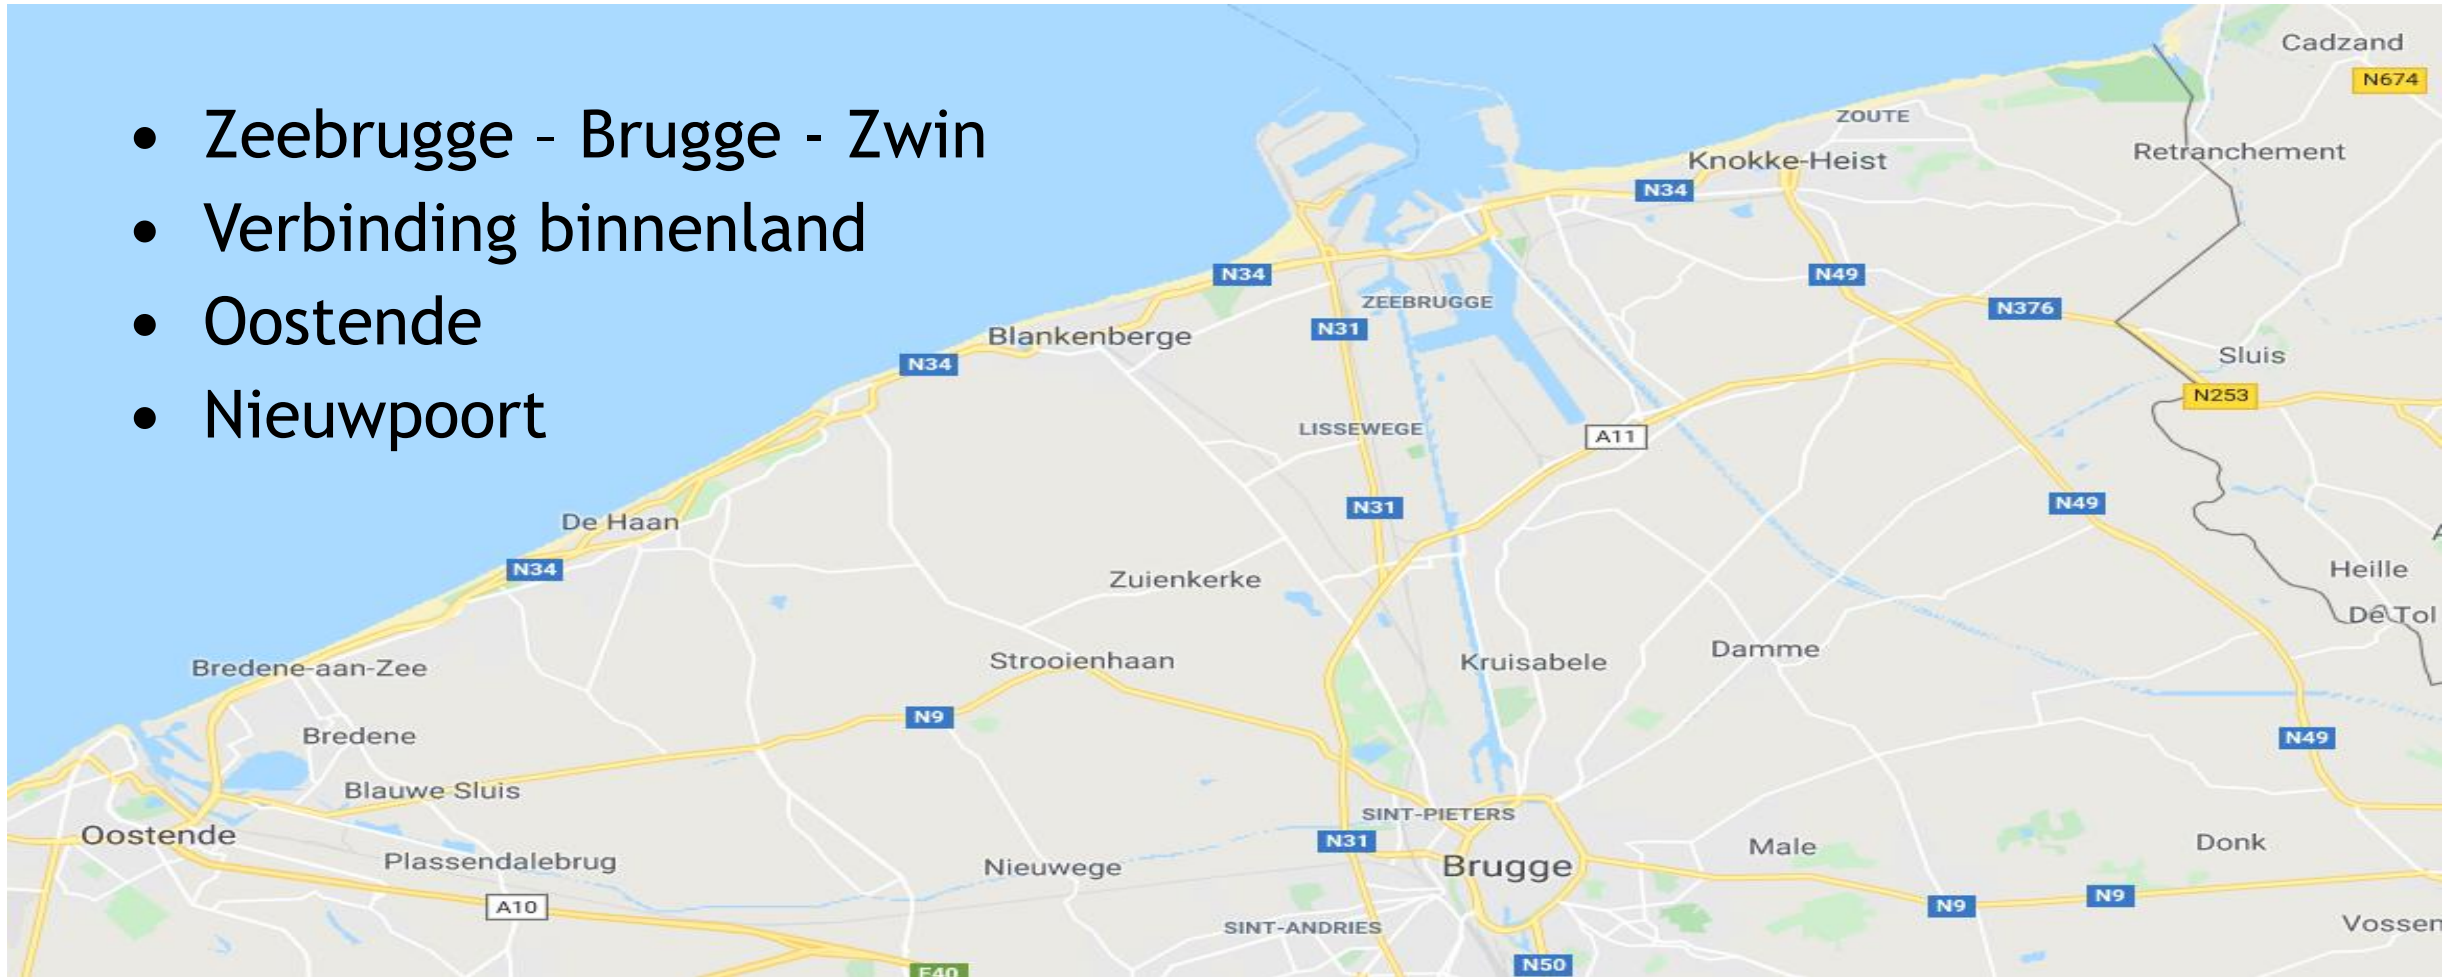 • Zeebrugge – Brugge - Zwin
• Verbinding binnenland
• Oostende
• Nieuwpoort
Cadzand
N674
ZOUTE
Retranchement
Knokke-Heist
N34
N34
N49
ZEEBRUGGE
N376
N31
Blankenberge
Sluis
N34
N253
LISSEWEGE
A11
N31
N49
De Haan
N34
Zuienkerke
Heille
De Tol
Damme
Strooienhaan
Kruisabele
Bredene-aan-Zee
N9
Bredene
N49
Blauwe Sluis
SINT-PIETERS
Oostende
N31
Male
Donk
Plassendalebrug
Nieuwege
Brugge
A10
N9
N9
SINT-ANDRIES
Vossen
N50
E40